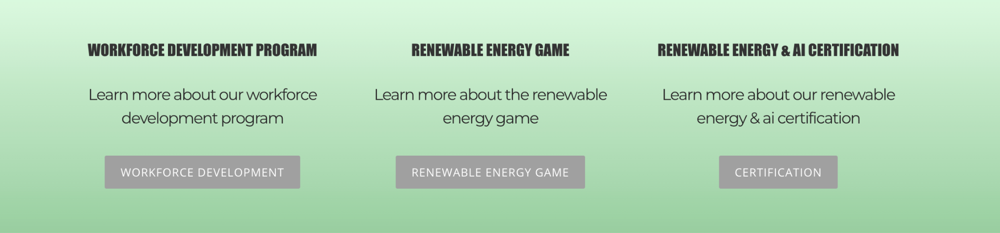 WORKFORCE DEVELOPMENT PROGRAM
Learn more about our workforce
development program
WORKFORCE DEVELOPMENT
RENEWABLE ENERGY GAME
Learn more about the renewable
energy game
RENEWABLE ENERGY GAME
RENEWABLE ENERGY & AI CERTIFICATION
Learn more about our renewable
energy & ai certification
CERTIFICATION